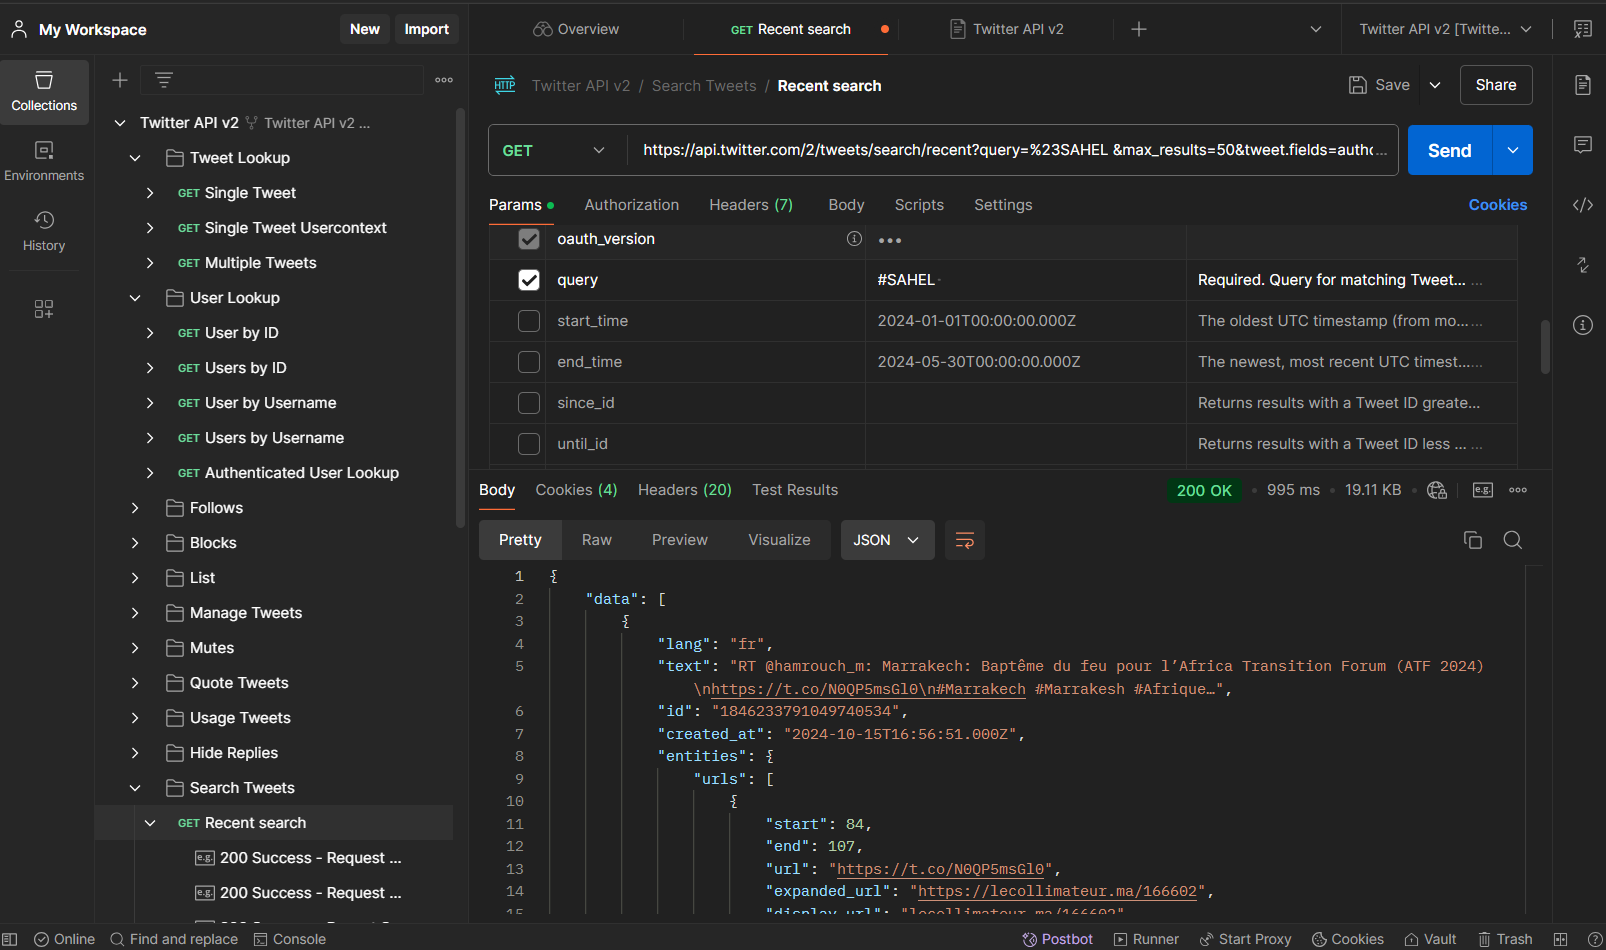 My Workspace
New
Import
Overview
GET Recent search
Twitter API v2
Twitter API v2 [Twitte...
Collections
Environments
History
Twitter API v2 Twitter API v2 ...
Tweet Lookup
GET Single Tweet
GET Single Tweet Usercontext
GET Multiple Tweets
User Lookup
GET User by ID
GET Users by ID
GET User by Username
GET Users by Username
GET Authenticated User Lookup
Follows
Blocks
List
Manage Tweets
Mutes
Quote Tweets
Usage Tweets
Hide Replies
Search Tweets
GET Recent search
e.g. 200 Success - Request ...
e.g. 200 Success - Request ...
HTTP Twitter API v2 / Search Tweets / Recent search
Save
Share
GET https://api.twitter.com/2/tweets/search/recent?query=%23SAHEL &max_results=50&tweet.fields=autho...
Send
Params Authorization Headers (7) Body Scripts Settings Cookies
oauth_version
query #SAHEL Required. Query for matching Tweet... ...
start_time 2024-01-01T00:00:00.000Z The oldest UTC timestamp (from mo... ...
end_time 2024-05-30T00:00:00.000Z The newest, most recent UTC timest... ...
since_id Returns results with a Tweet ID greate...
until_id Returns results with a Tweet ID less ... ...
Body Cookies (4) Headers (20) Test Results 200 OK 995 ms 19.11 KB e.g.
Pretty Raw Preview Visualize JSON
1 {
2 "data": [
3 {
4 "lang": "fr",
5 "text": "RT @hamrouch_m: Marrakech: Baptême du feu pour l’Africa Transition Forum (ATF 2024)
\nhttps://t.co/N0QP5msGl0\n#Marrakech #Marrakesh #Afrique…",
6 "id": "1846233791049740534",
7 "created_at": "2024-10-15T16:56:51.000Z",
8 "entities": {
9 "urls": [
10 {
11 "start": 84,
12 "end": 107,
13 "url": "https://t.co/N0QP5msGl0",
14 "expanded_url": "https://lecollimateur.ma/166602",
15 "display_url": "lecollimateur.ma/166602"
Online Find and replace Console Postbot Runner Start Proxy Cookies Vault Trash